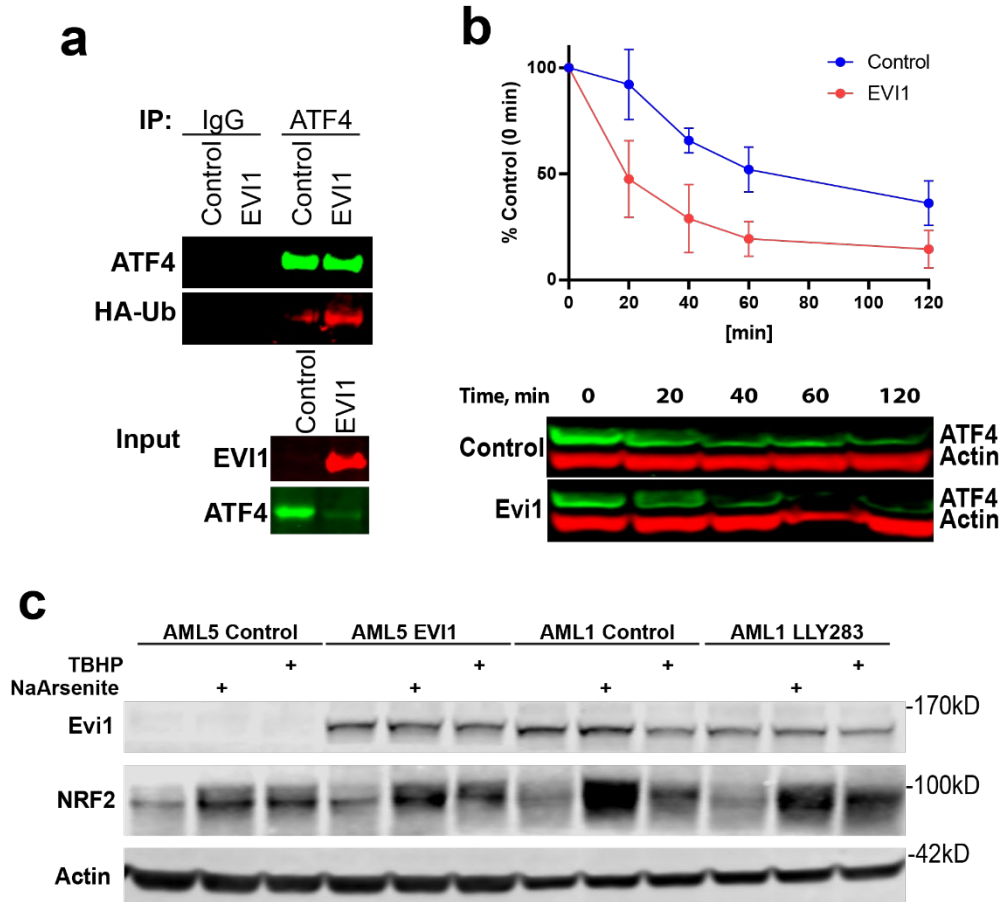 a
IP: IgG ATF4
Control EVI1 Control EVI1
ATF4
HA-Ub
Control EVI1
Input
EVI1
ATF4
b
% Control (0 min)
100
50
0
0 20 40 60 80 100 120
[min]
Control
EVI1
Time, min 0 20 40 60 120
Control ATF4
Actin
Evi1 ATF4
Actin
c
AML5 Control AML5 EVI1 AML1 Control AML1 LLY283
TBHP + + + +
NaArsenite + + + +
Evi1 -170kD
NRF2 -100kD
Actin -42kD